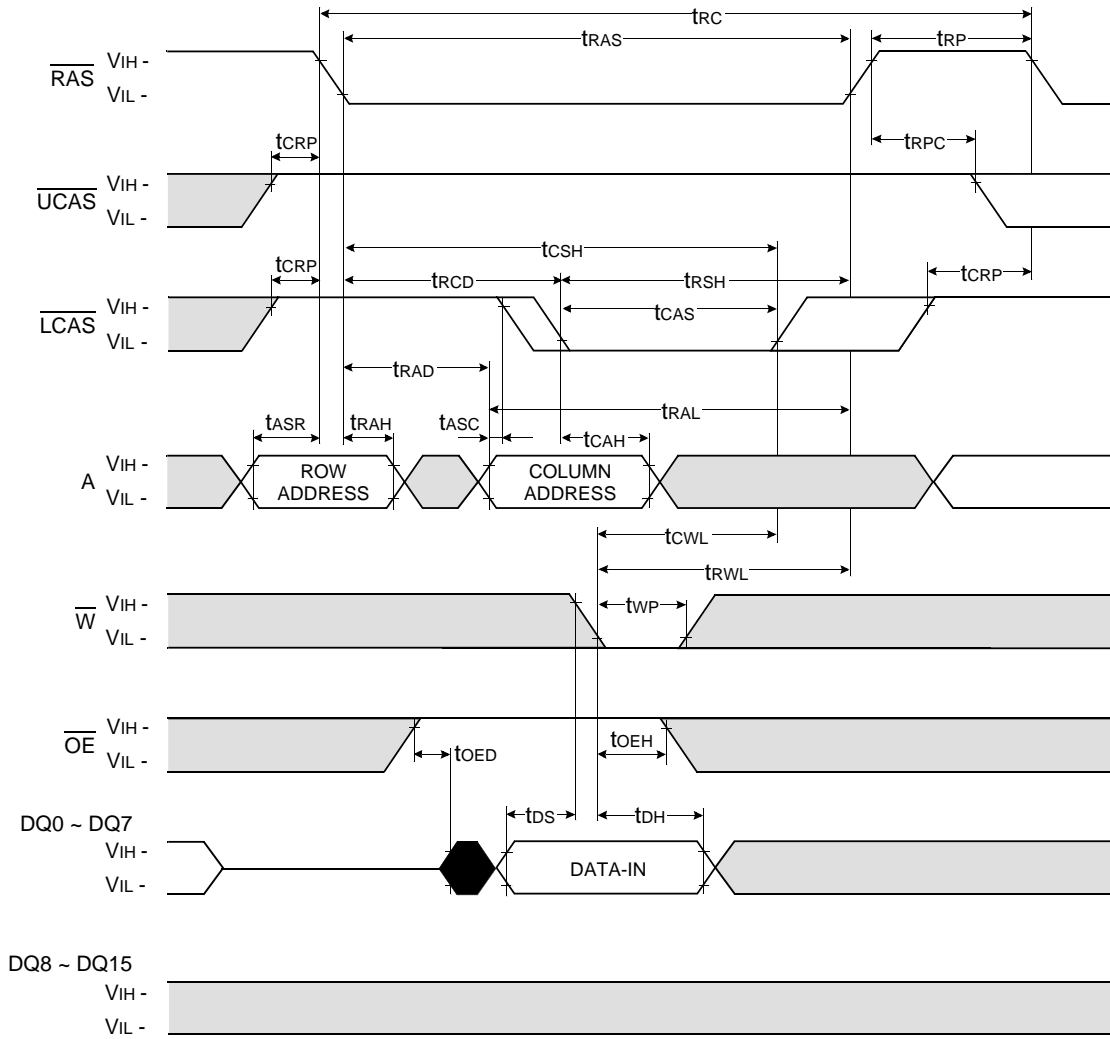 tRC
tRAS
tRP
RAS
VIH -
VIL -
tCRP
tRPC
UCAS
VIH -
VIL -
tCSH
tCRP
tRCD
tRSH
tCRP
LCAS
VIH -
VIL -
tCAS
tRAD
tRAL
tASR
tRAH
tASC
tCAH
A
VIH -
VIL -
ROW
ADDRESS
COLUMN
ADDRESS
tCWL
tRWL
W
VIH -
VIL -
tWP
OE
VIH -
VIL -
tOED
tOEH
DQ0 ~ DQ7
tDS
tDH
VIH -
VIL -
DATA-IN
DQ8 ~ DQ15
VIH -
VIL -